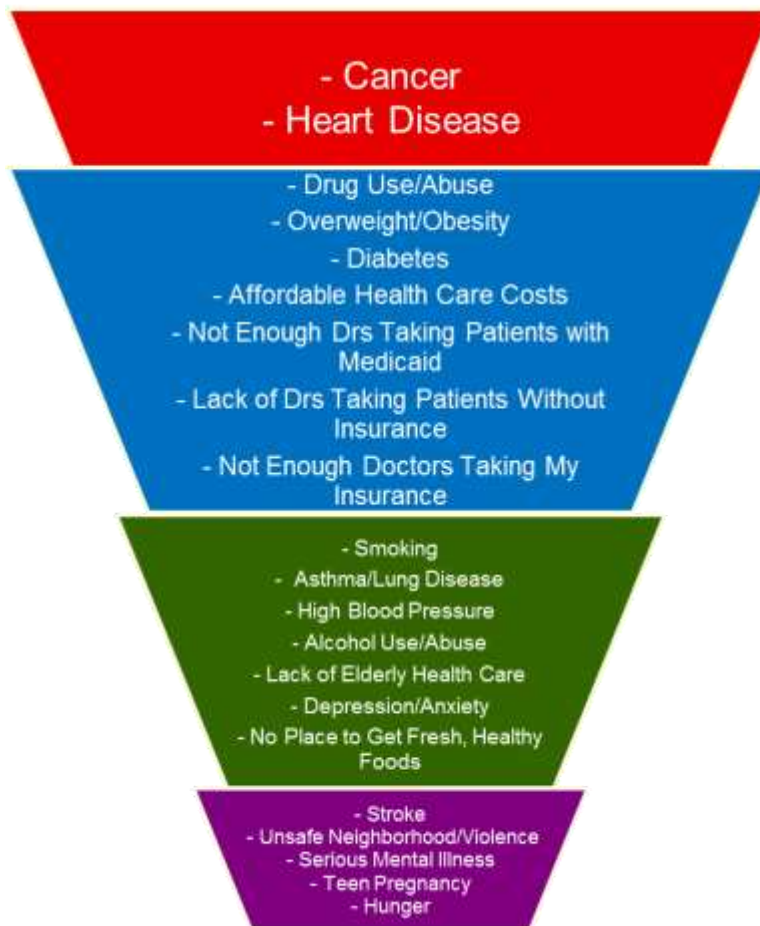 - Cancer
- Heart Disease
- Drug Use/Abuse
- Overweight/Obesity
- Diabetes
- Affordable Health Care Costs
- Not Enough Drs Taking Patients with
Medicaid
- Lack of Drs Taking Patients Without
Insurance
- Not Enough Doctors Taking My
Insurance
- Smoking
- Asthma/Lung Disease
- High Blood Pressure
- Alcohol Use/Abuse
- Lack of Elderly Health Care
- Depression/Anxiety
- No Place to Get Fresh, Healthy
Foods
- Stroke
- Unsafe Neighborhood/Violence
- Serious Mental Illness
- Teen Pregnancy
- Hunger